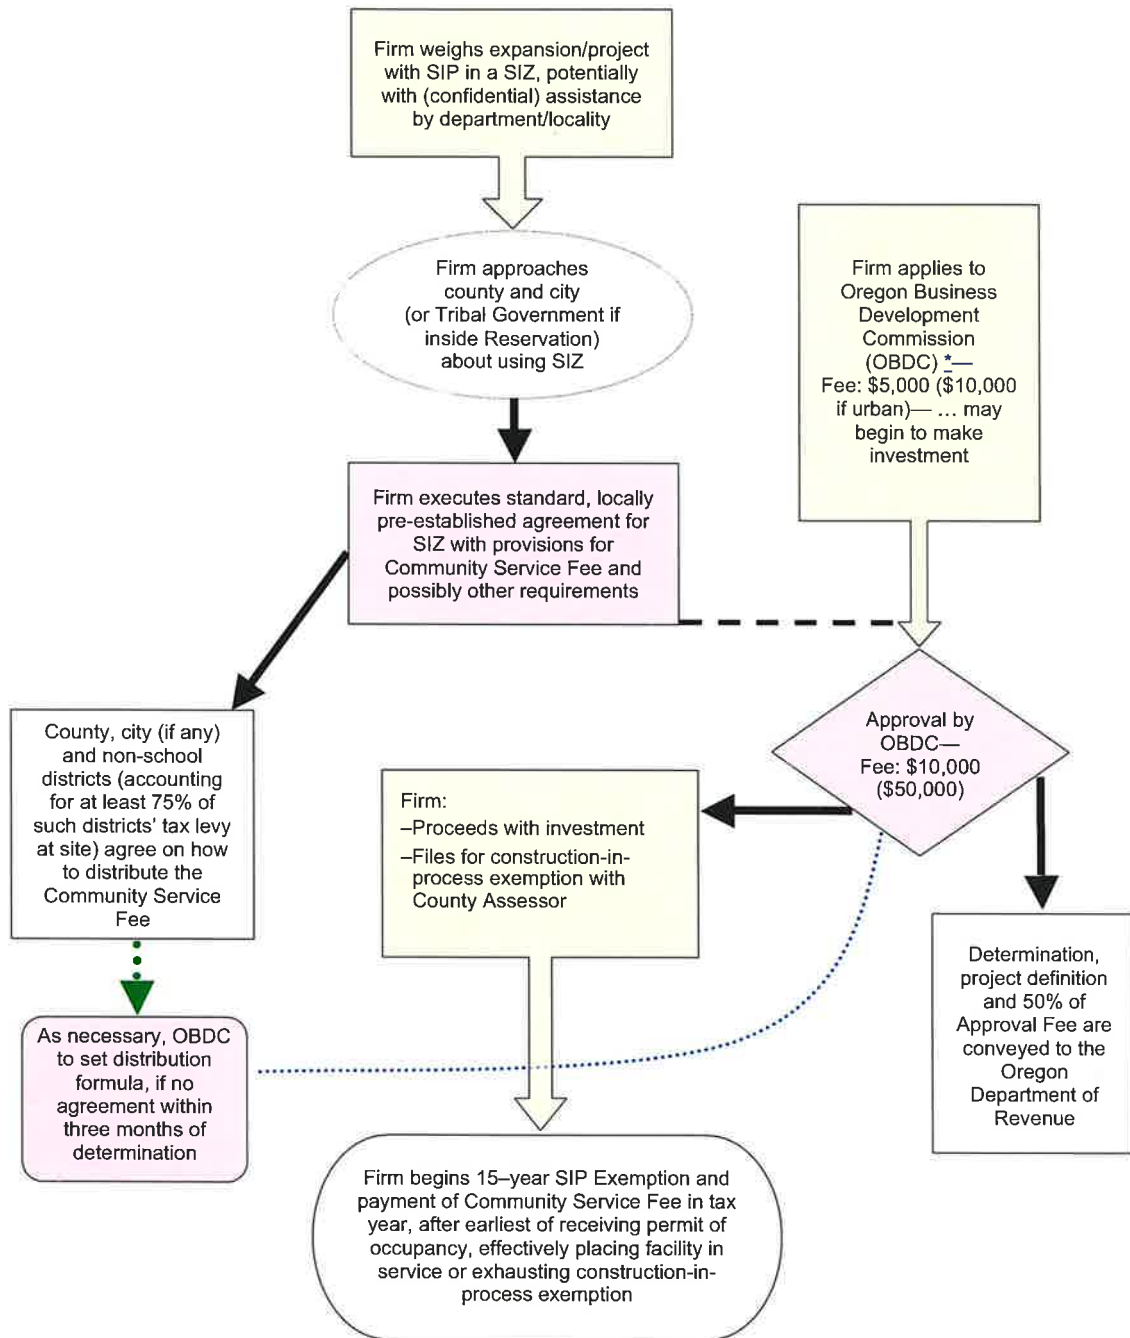 Firm weighs expansion/project
with SIP in a SIZ, potentially
with (confidential) assistance
by department/locality
Firm approaches
county and city
(or Tribal Government if
inside Reservation)
about using SIZ
Firm applies to
Oregon Business
Development
Commission
(OBDC) *—
Fee: $5,000 ($10,000
if urban)— … may
begin to make
investment
Firm executes standard, locally
pre-established agreement for
SIZ with provisions for
Community Service Fee and
possibly other requirements
County, city (if any)
and non-school
districts (accounting
for at least 75% of
such districts' tax levy
at site) agree on how
to distribute the
Community Service
Fee
Approval by
OBDC—
Fee: $10,000
($50,000)
Firm:
–Proceeds with investment
–Files for construction-in-
process exemption with
County Assessor
Determination,
project definition
and 50% of
Approval Fee are
conveyed to the
Oregon
Department of
Revenue
As necessary, OBDC
to set distribution
formula, if no
agreement within
three months of
determination
Firm begins 15–year SIP Exemption and
payment of Community Service Fee in tax
year, after earliest of receiving permit of
occupancy, effectively placing facility in
service or exhausting construction-in-
process exemption